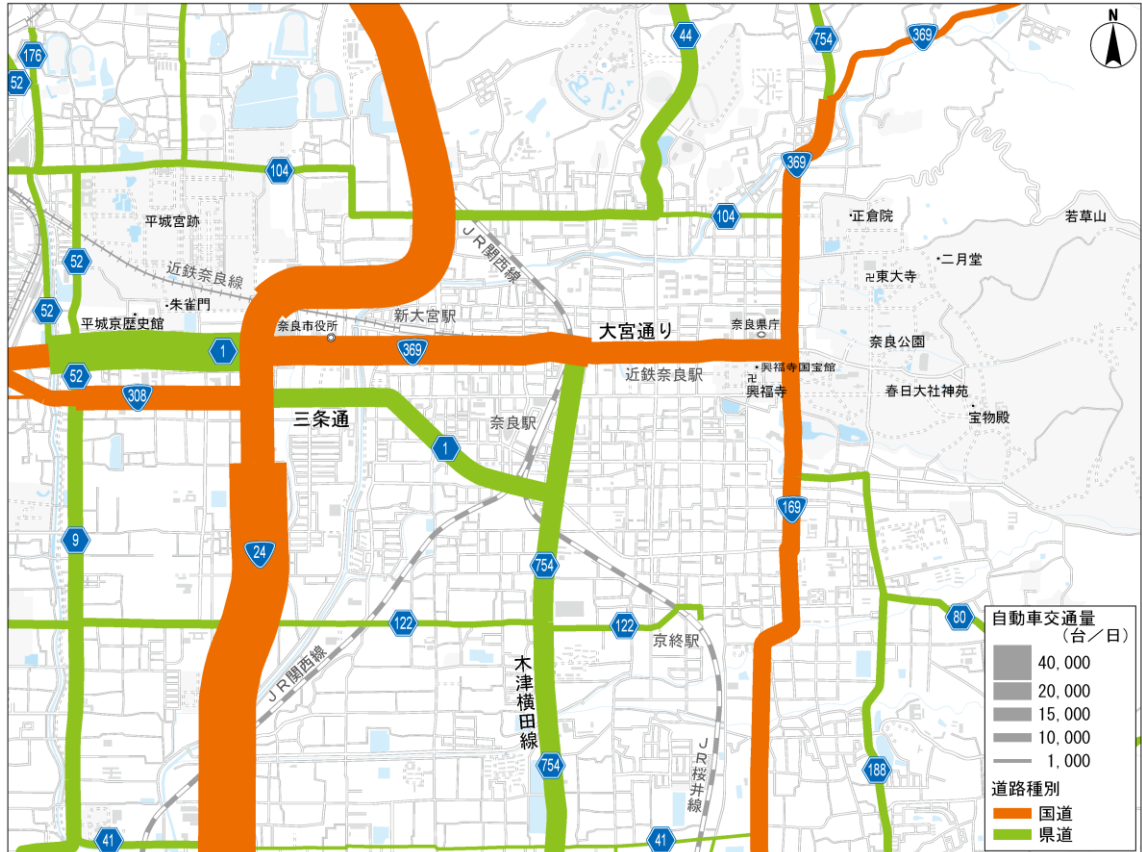 N
176
52
44
754
369
104
369
平城宮跡
104
正倉院
若草山
JR関西線
二月堂
52
近鉄奈良線
卍東大寺
52
朱雀門
平城京歴史館
奈良市役所
新大宮駅
大宮通り
奈良県庁
奈良公園
1
369
近鉄奈良駅
興福寺国宝館
卍
興福寺
52
308
春日大社神苑
宝物殿
三条通
奈良駅
1
169
9
24
754
122
122
京終駅
80
JR関西線
木津横田線
754
JR桜井線
188
41
41
自動車交通量
(台/日)
40,000
20,000
15,000
10,000
1,000
道路種別
国道
県道